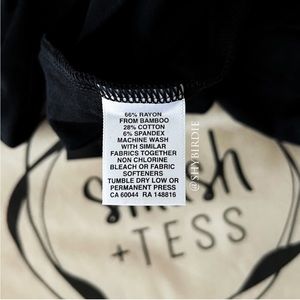 66% RAYON
FROM BAMBOO
28% COTTON
6% SPANDEX
MACHINE WASH
WITH SIMILAR
FABRICS TOGETHER
NON CHLORINE
BLEACH OR FABRIC
SOFTENERS
TUMBLE DRY LOW OR
PERMANENT PRESS
CA 60044 RA 148816
@SHYBIRDIE
+ TESS